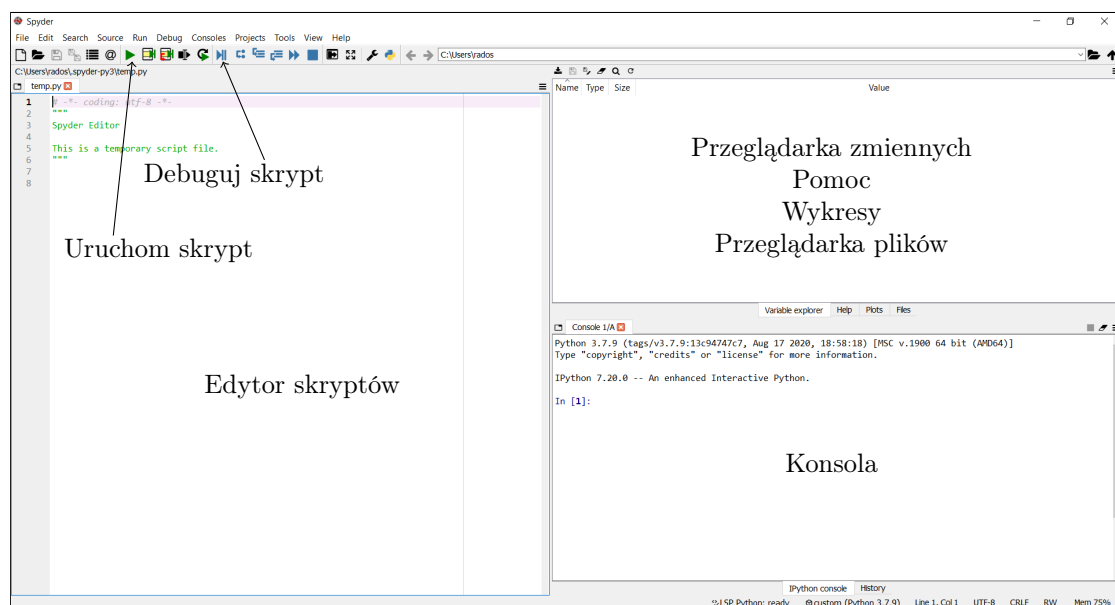 Spyder
File Edit Search Source Run Debug Consoles Projects Tools View Help
C:\Users\rados
C:\Users\rados\.spyder-py3\temp.py
temp.py
1 # -*- coding: utf-8 -*-
2 """
3 Spyder Editor
4
5 This is a temporary script file.
6 """
7
8
Debuguj skrypt
Uruchom skrypt
Edytor skryptów
Name Type Size Value
Przeglądarka zmiennych
Pomoc
Wykresy
Przeglądarka plików
Variable explorer Help Plots Files
Console 1/A
Python 3.7.9 (tags/v3.7.9:13c94747c7, Aug 17 2020, 18:58:18) [MSC v.1900 64 bit (AMD64)]
Type "copyright", "credits" or "license" for more information.
IPython 7.20.0 -- An enhanced Interactive Python.
In [1]:
Konsola
IPython console History
LSP Python: ready custom (Python 3.7.9) Line 1, Col 1 UTF-8 CRLF RW Mem 75%